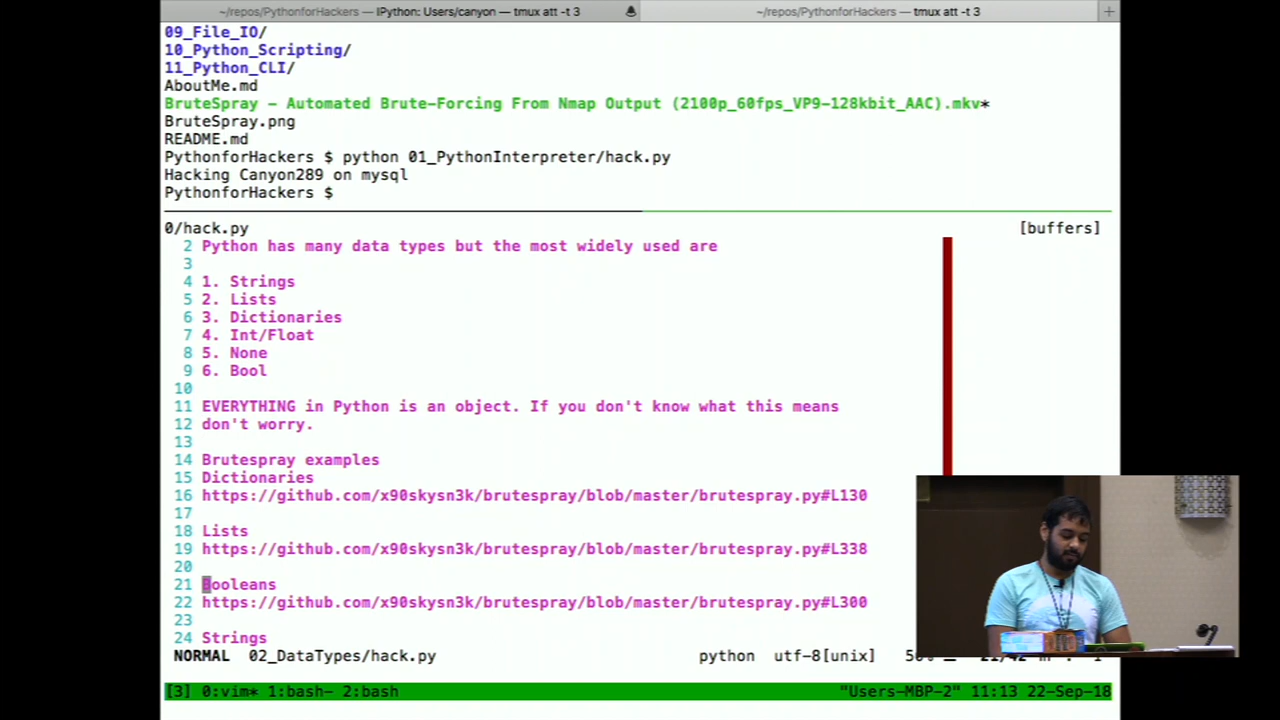 ~/repos/PythonforHackers — IPython: Users/canyon — tmux att -t 3
~/repos/PythonforHackers — tmux att -t 3
09_File_IO/
10_Python_Scripting/
11_Python_CLI/
AboutMe.md
BruteSpray - Automated Brute-Forcing From Nmap Output (2100p_60fps_VP9-128kbit_AAC).mkv*
BruteSpray.png
README.md
PythonforHackers $ python 01_PythonInterpreter/hack.py
Hacking Canyon289 on mysql
PythonforHackers $
0/hack.py [buffers]
2 Python has many data types but the most widely used are
3
4 1. Strings
5 2. Lists
6 3. Dictionaries
7 4. Int/Float
8 5. None
9 6. Bool
10
11 EVERYTHING in Python is an object. If you don't know what this means
12 don't worry.
13
14 Brutespray examples
15 Dictionaries
16 https://github.com/x90skysn3k/brutespray/blob/master/brutespray.py#L130
17
18 Lists
19 https://github.com/x90skysn3k/brutespray/blob/master/brutespray.py#L338
20
21 Booleans
22 https://github.com/x90skysn3k/brutespray/blob/master/brutespray.py#L300
23
24 Strings
NORMAL 02_DataTypes/hack.py python utf-8[unix]
[3] 0:vim* 1:bash- 2:bash "Users-MBP-2" 11:13 22-Sep-18